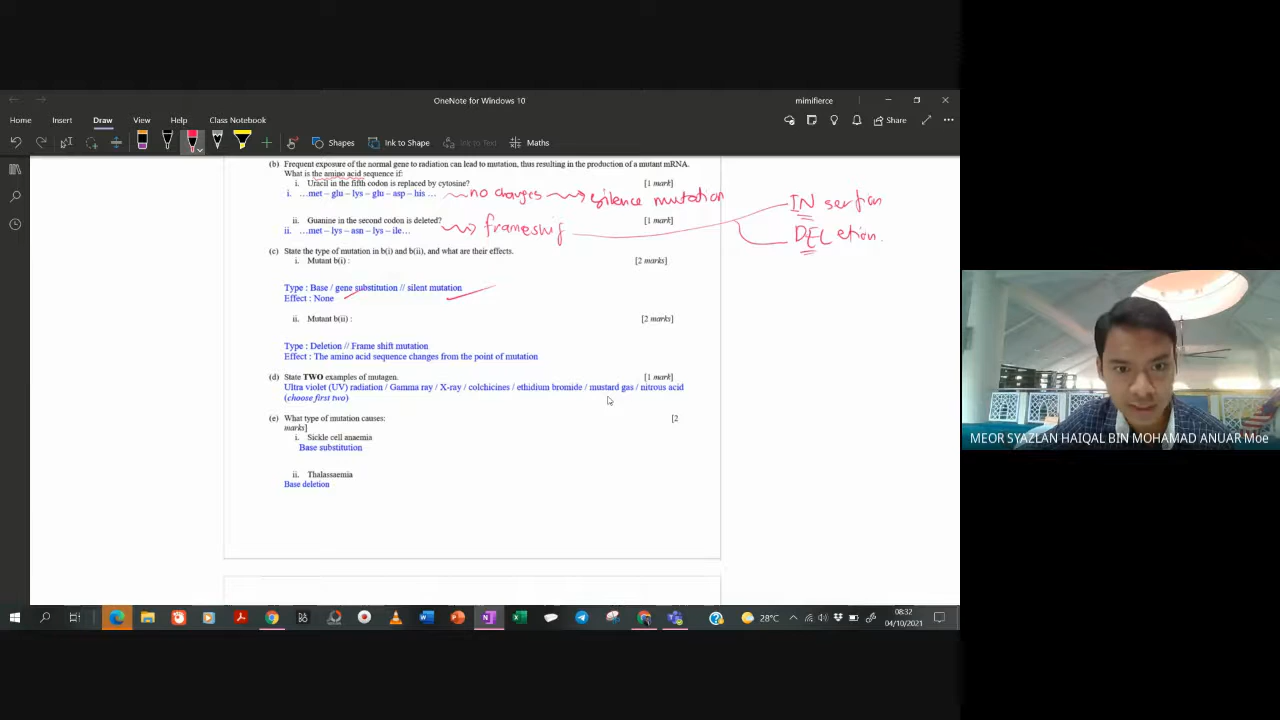 OneNote for Windows 10
mimifierce
Home Insert Draw View Help Class Notebook
Share
Shapes Ink to Shape Ink to Text Maths
(b) Frequent exposure of the normal gene to radiation can lead to mutation, thus resulting in the production of a mutant mRNA.
What is the amino acid sequence if:
i. Uracil in the fifth codon is replaced by cytosine? [1 mark]
i. …met – glu – lys – glu – asp – his … no changes silence mutation
IN sertion
ii. Guanine in the second codon is deleted? [1 mark]
ii. …met – lys – asn – lys – ile… frameshif
DEL etion.
(c) State the type of mutation in b(i) and b(ii), and what are their effects.
i. Mutant b(i) : [2 marks]
Type : Base / gene substitution // silent mutation
Effect : None
ii. Mutant b(ii) : [2 marks]
Type : Deletion // Frame shift mutation
Effect : The amino acid sequence changes from the point of mutation
(d) State TWO examples of mutagen. [1 mark]
Ultra violet (UV) radiation / Gamma ray / X-ray / colchicines / ethidium bromide / mustard gas / nitrous acid
(choose first two)
(e) What type of mutation causes: [2
marks]
i. Sickle cell anaemia
Base substitution
ii. Thalassaemia
Base deletion
MEOR SYAZLAN HAIQAL BIN MOHAMAD ANUAR Moe
28°C
08:32
04/10/2021